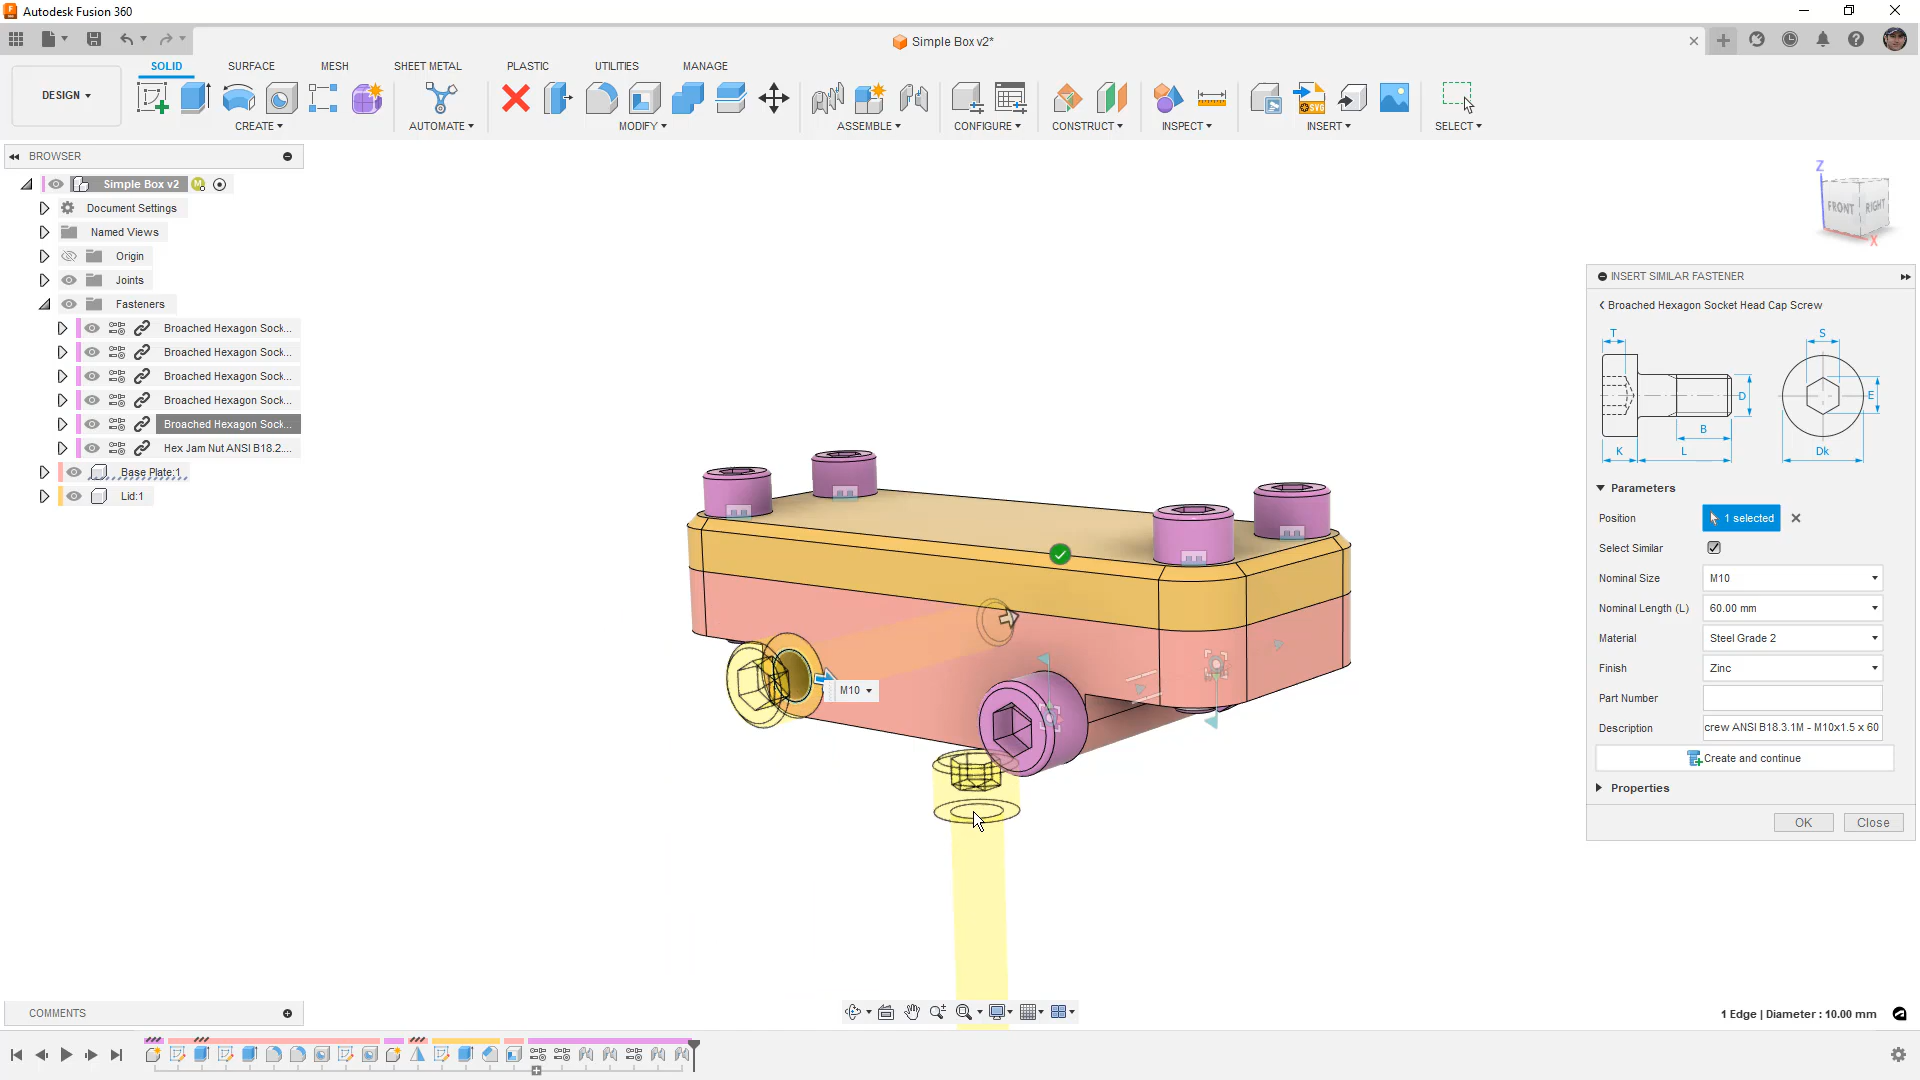 Autodesk Fusion 360
Simple Box v2*
DESIGN
SOLID
SURFACE
MESH
SHEET METAL
PLASTIC
UTILITIES
MANAGE
CREATE
AUTOMATE
MODIFY
ASSEMBLE
CONFIGURE
CONSTRUCT
INSPECT
INSERT
SELECT
BROWSER
Simple Box v2
Document Settings
Named Views
Origin
Joints
Fasteners
Broached Hexagon Sock...
Broached Hexagon Sock...
Broached Hexagon Sock...
Broached Hexagon Sock...
Broached Hexagon Sock...
Hex Jam Nut ANSI B18.2....
Base Plate:1
Lid:1
Z
FRONT
RIGHT
X
M10
INSERT SIMILAR FASTENER
Broached Hexagon Socket Head Cap Screw
T
S
D
E
B
K
L
Dk
Parameters
Position 1 selected
Select Similar
Nominal Size M10
Nominal Length (L) 60.00 mm
Material Steel Grade 2
Finish Zinc
Part Number
Description crew ANSI B18.3.1M - M10x1.5 x 60
Create and continue
Properties
OK Close
COMMENTS
1 Edge | Diameter : 10.00 mm